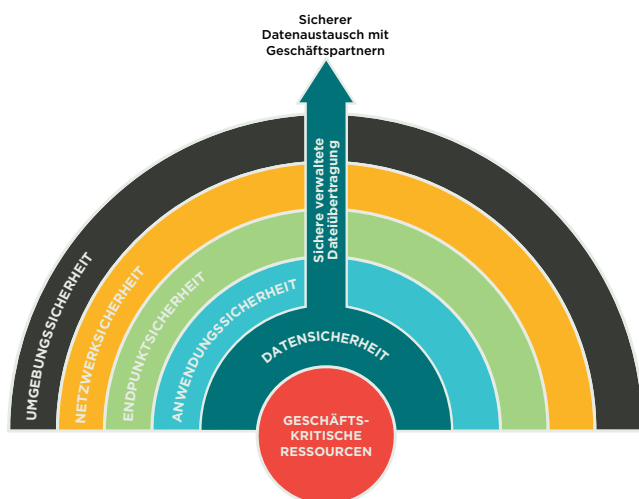 Sicherer
Datenaustausch mit
Geschäftspartnern
Sichere verwaltete
Dateiübertragung
UMGEBUNGSSICHERHEIT
NETZWERKSICHERHEIT
ENDPUNKTSICHERHEIT
ANWENDUNGSSICHERHEIT
DATENSICHERHEIT
GESCHÄFTS-
KRITISCHE
RESSOURCEN